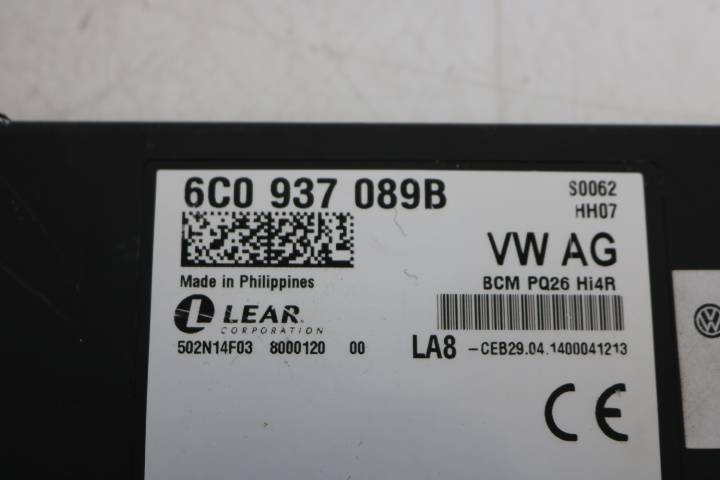 6C0 937 089B
S0062
HH07
VW AG
Made in Philippines
BCM PQ26 Hi4R
LEAR
CORPORATION
502N14F03 8000120 00
LA8 -CEB29.04.1400041213
CE